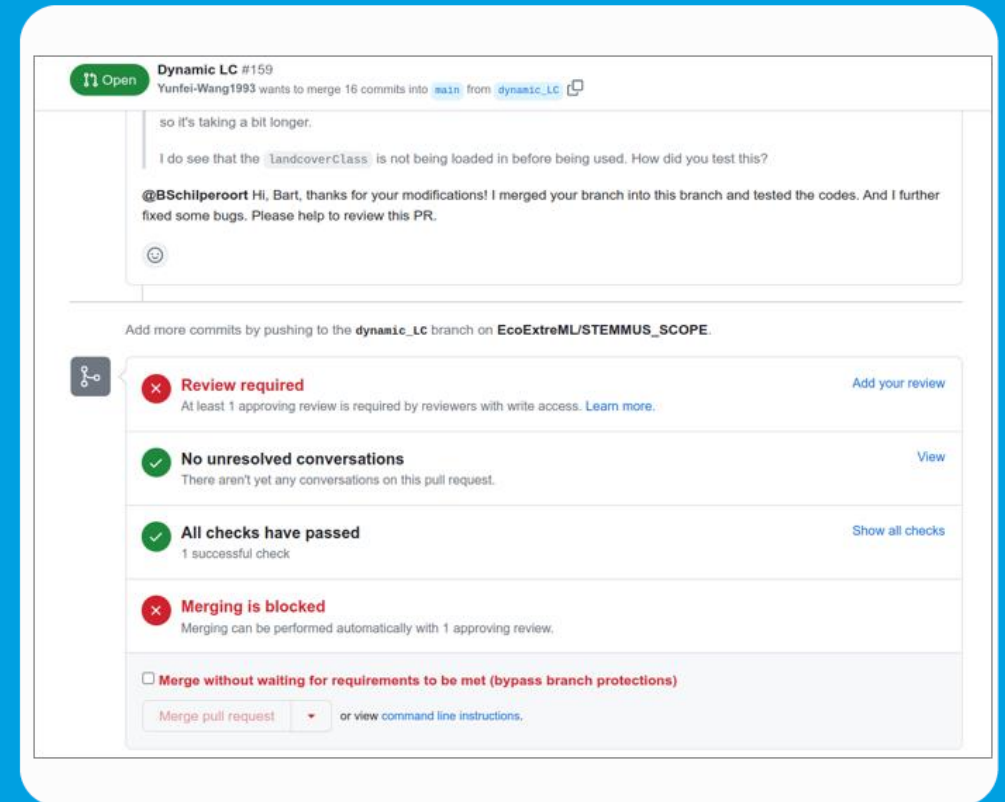 Open
Dynamic LC #159
Yunfei-Wang1993 wants to merge 16 commits into main from dynamic_LC
so it's taking a bit longer.
I do see that the landcoverClass is not being loaded in before being used. How did you test this?
@BSchilperoort Hi, Bart, thanks for your modifications! I merged your branch into this branch and tested the codes. And I further
fixed some bugs. Please help to review this PR.
Add more commits by pushing to the dynamic_LC branch on EcoExtreML/STEMMUS_SCOPE.
Review required
Add your review
At least 1 approving review is required by reviewers with write access. Learn more.
No unresolved conversations
View
There aren't yet any conversations on this pull request.
All checks have passed
Show all checks
1 successful check
Merging is blocked
Merging can be performed automatically with 1 approving review.
Merge without waiting for requirements to be met (bypass branch protections)
Merge pull request
or view command line instructions.